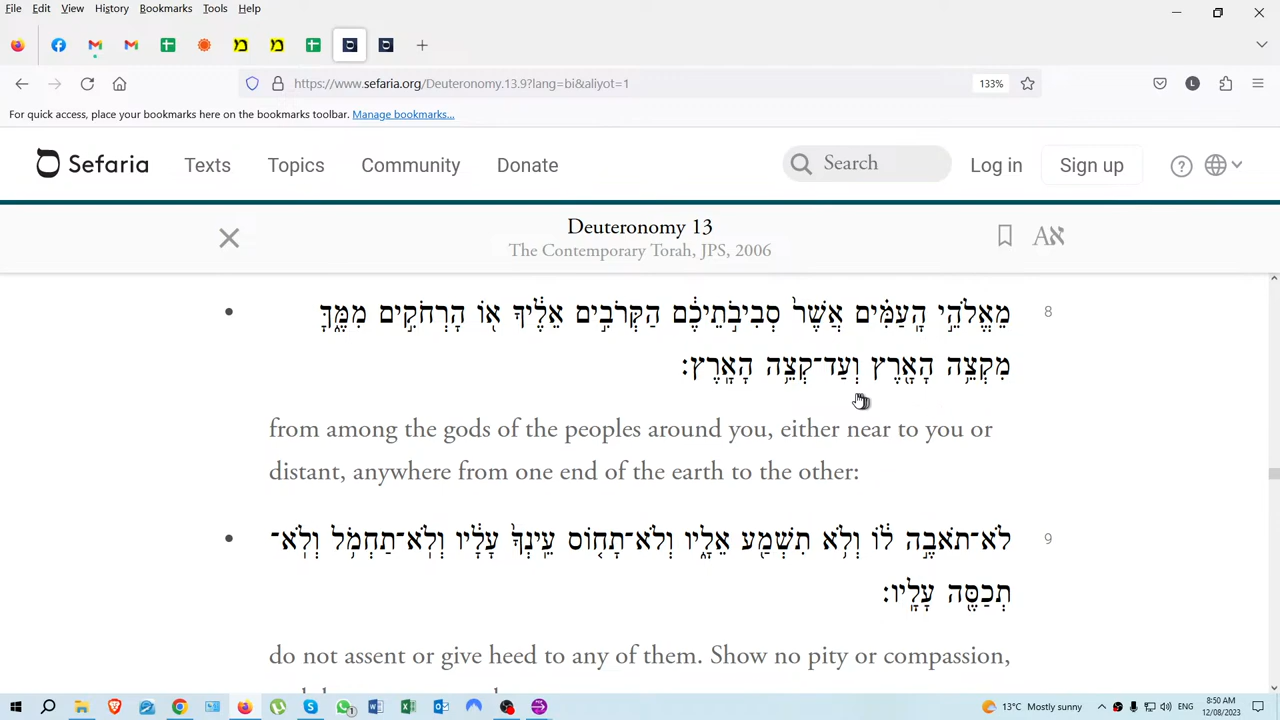 File Edit View History Bookmarks Tools Help
https://www.sefaria.org/Deuteronomy.13.9?lang=bi&aliyot=1
133%
L
For quick access, place your bookmarks here on the bookmarks toolbar. Manage bookmarks...
Sefaria Texts Topics Community Donate Search Log in Sign up
Deuteronomy 13
The Contemporary Torah, JPS, 2006
8
מֵאֱלֹהֵ֣י הָֽעַמִּ֗ים אֲשֶׁר֙ סְבִיבֹ֣תֵיכֶ֔ם הַקְּרֹבִ֣ים אֵלֶ֔יךָ א֖וֹ הָרְחֹקִ֣ים מִמֶּ֑ךָּ
מִקְצֵ֥ה הָאָ֖רֶץ וְעַד־קְצֵ֥ה הָאָֽרֶץ׃
from among the gods of the peoples around you, either near to you or
distant, anywhere from one end of the earth to the other:
9
לֹא־תֹאבֶ֣ה ל֔וֹ וְלֹ֥א תִשְׁמַ֖ע אֵלָ֑יו וְלֹא־תָח֤וֹס עֵֽינְךָ֙ עָלָ֔יו וְלֹֽא־תַחְמֹ֥ל וְלֹֽא־
תְכַסֶּ֖ה עָלָֽיו׃
do not assent or give heed to any of them. Show no pity or compassion,
13°C Mostly sunny
ENG
8:50 AM
12/08/2023